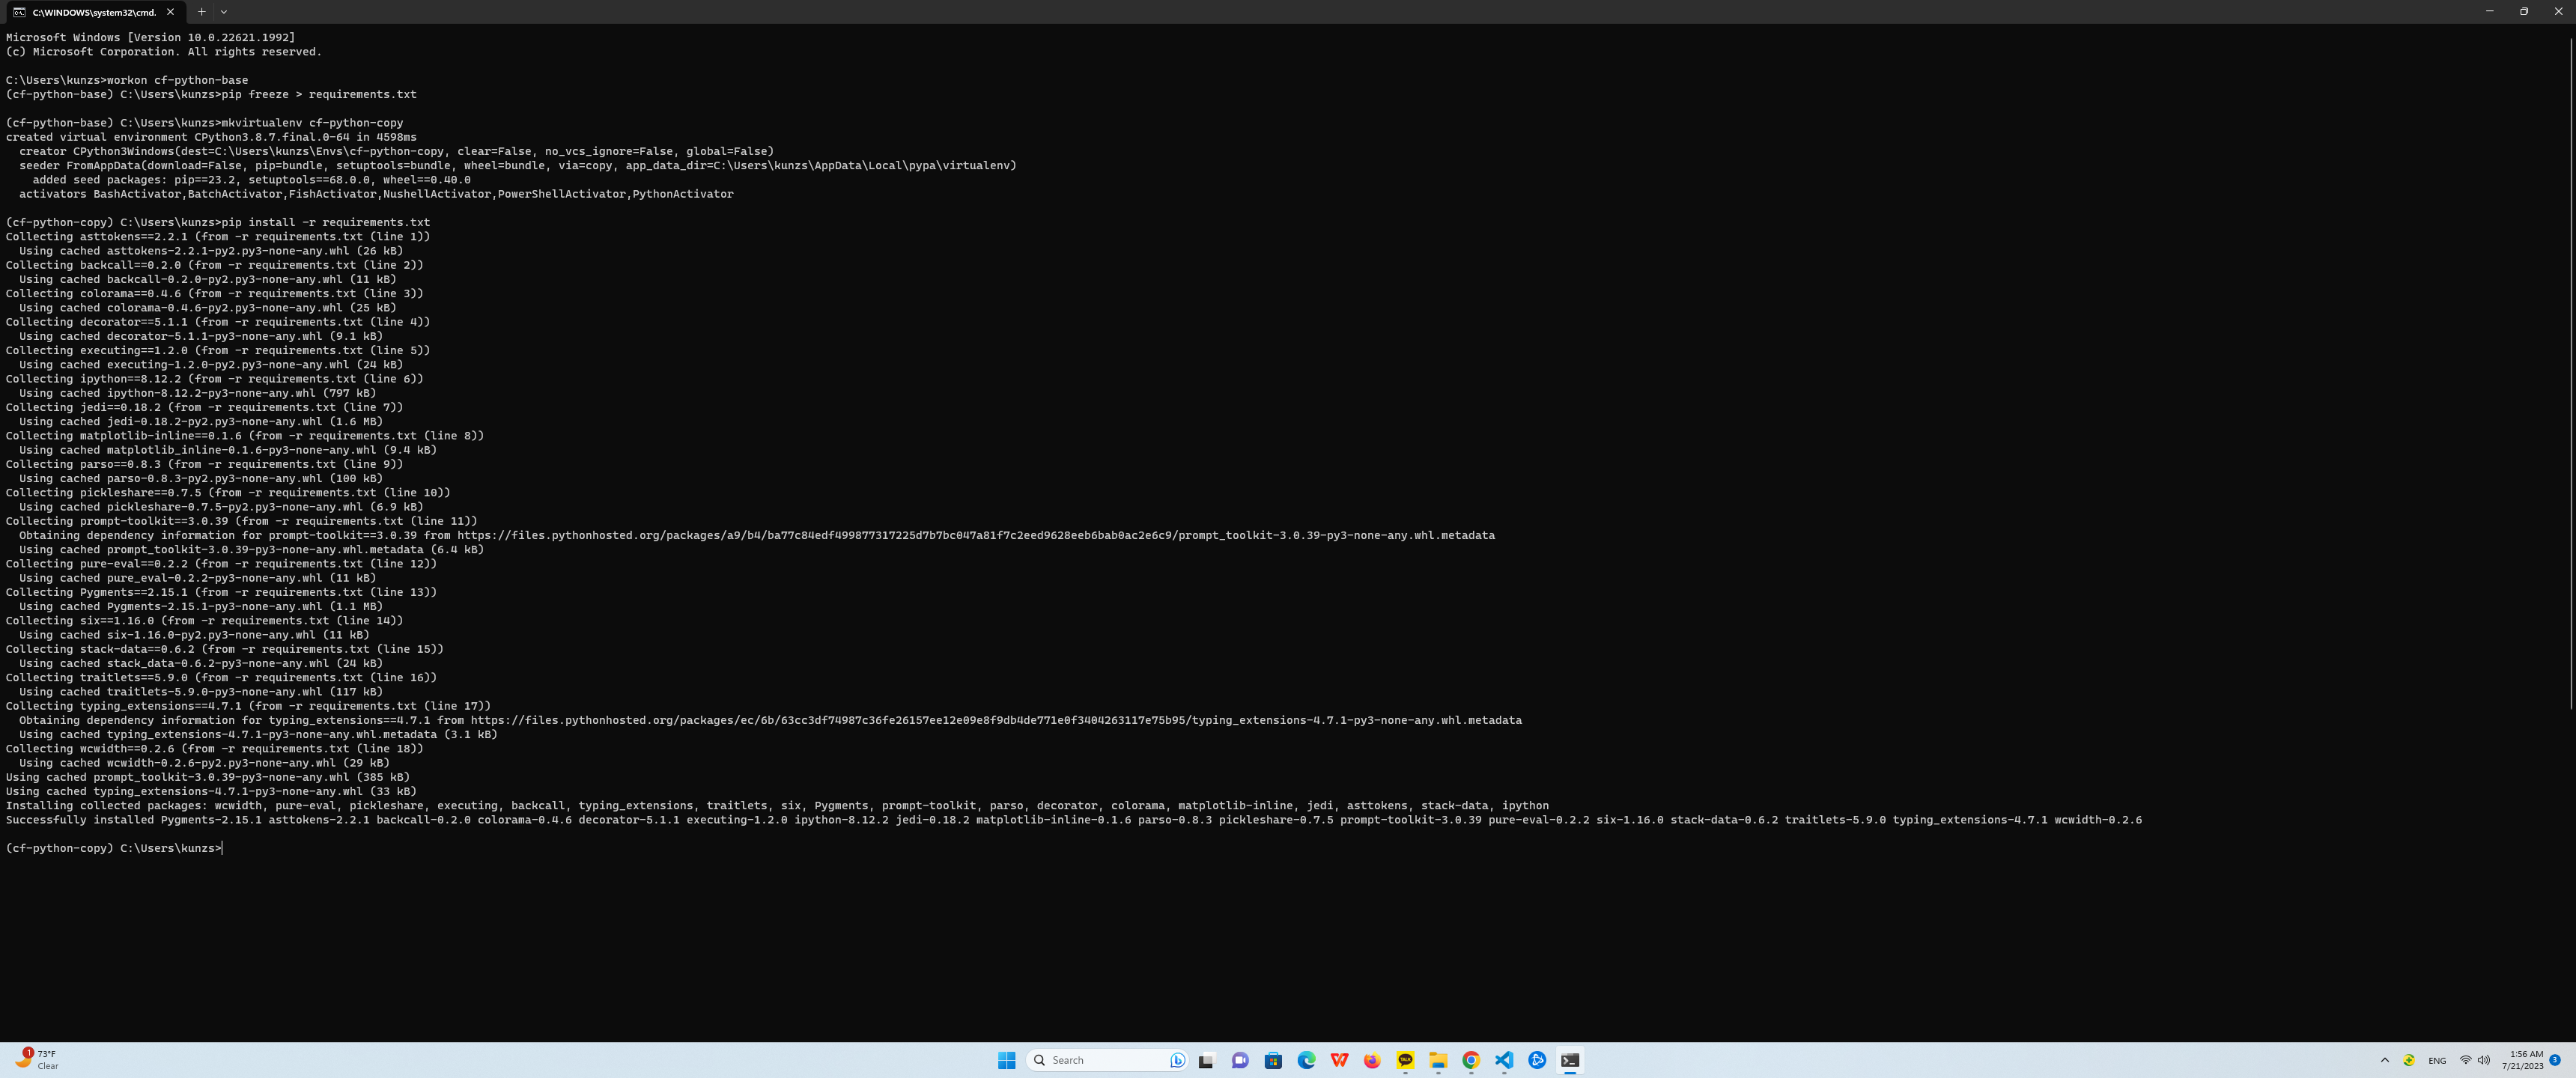 C:\WINDOWS\system32\cmd.
Microsoft Windows [Version 10.0.22621.1992]
(c) Microsoft Corporation. All rights reserved.
C:\Users\kunzs>workon cf-python-base
(cf-python-base) C:\Users\kunzs>pip freeze > requirements.txt
(cf-python-base) C:\Users\kunzs>mkvirtualenv cf-python-copy
created virtual environment CPython3.8.7.final.0-64 in 4598ms
  creator CPython3Windows(dest=C:\Users\kunzs\Envs\cf-python-copy, clear=False, no_vcs_ignore=False, global=False)
  seeder FromAppData(download=False, pip=bundle, setuptools=bundle, wheel=bundle, via=copy, app_data_dir=C:\Users\kunzs\AppData\Local\pypa\virtualenv)
    added seed packages: pip==23.2, setuptools==68.0.0, wheel==0.40.0
  activators BashActivator,BatchActivator,FishActivator,NushellActivator,PowerShellActivator,PythonActivator
(cf-python-copy) C:\Users\kunzs>pip install -r requirements.txt
Collecting asttokens==2.2.1 (from -r requirements.txt (line 1))
  Using cached asttokens-2.2.1-py2.py3-none-any.whl (26 kB)
Collecting backcall==0.2.0 (from -r requirements.txt (line 2))
  Using cached backcall-0.2.0-py2.py3-none-any.whl (11 kB)
Collecting colorama==0.4.6 (from -r requirements.txt (line 3))
  Using cached colorama-0.4.6-py2.py3-none-any.whl (25 kB)
Collecting decorator==5.1.1 (from -r requirements.txt (line 4))
  Using cached decorator-5.1.1-py3-none-any.whl (9.1 kB)
Collecting executing==1.2.0 (from -r requirements.txt (line 5))
  Using cached executing-1.2.0-py2.py3-none-any.whl (24 kB)
Collecting ipython==8.12.2 (from -r requirements.txt (line 6))
  Using cached ipython-8.12.2-py3-none-any.whl (797 kB)
Collecting jedi==0.18.2 (from -r requirements.txt (line 7))
  Using cached jedi-0.18.2-py2.py3-none-any.whl (1.6 MB)
Collecting matplotlib-inline==0.1.6 (from -r requirements.txt (line 8))
  Using cached matplotlib_inline-0.1.6-py3-none-any.whl (9.4 kB)
Collecting parso==0.8.3 (from -r requirements.txt (line 9))
  Using cached parso-0.8.3-py2.py3-none-any.whl (100 kB)
Collecting pickleshare==0.7.5 (from -r requirements.txt (line 10))
  Using cached pickleshare-0.7.5-py2.py3-none-any.whl (6.9 kB)
Collecting prompt-toolkit==3.0.39 (from -r requirements.txt (line 11))
  Obtaining dependency information for prompt-toolkit==3.0.39 from https://files.pythonhosted.org/packages/a9/b4/ba77c84edf499877317225d7b7bc047a81f7c2eed9628eeb6bab0ac2e6c9/prompt_toolkit-3.0.39-py3-none-any.whl.metadata
  Using cached prompt_toolkit-3.0.39-py3-none-any.whl.metadata (6.4 kB)
Collecting pure-eval==0.2.2 (from -r requirements.txt (line 12))
  Using cached pure_eval-0.2.2-py3-none-any.whl (11 kB)
Collecting Pygments==2.15.1 (from -r requirements.txt (line 13))
  Using cached Pygments-2.15.1-py3-none-any.whl (1.1 MB)
Collecting six==1.16.0 (from -r requirements.txt (line 14))
  Using cached six-1.16.0-py2.py3-none-any.whl (11 kB)
Collecting stack-data==0.6.2 (from -r requirements.txt (line 15))
  Using cached stack_data-0.6.2-py3-none-any.whl (24 kB)
Collecting traitlets==5.9.0 (from -r requirements.txt (line 16))
  Using cached traitlets-5.9.0-py3-none-any.whl (117 kB)
Collecting typing_extensions==4.7.1 (from -r requirements.txt (line 17))
  Obtaining dependency information for typing_extensions==4.7.1 from https://files.pythonhosted.org/packages/ec/6b/63cc3df74987c36fe26157ee12e09e8f9db4de771e0f3404263117e75b95/typing_extensions-4.7.1-py3-none-any.whl.metadata
  Using cached typing_extensions-4.7.1-py3-none-any.whl.metadata (3.1 kB)
Collecting wcwidth==0.2.6 (from -r requirements.txt (line 18))
  Using cached wcwidth-0.2.6-py2.py3-none-any.whl (29 kB)
Using cached prompt_toolkit-3.0.39-py3-none-any.whl (385 kB)
Using cached typing_extensions-4.7.1-py3-none-any.whl (33 kB)
Installing collected packages: wcwidth, pure-eval, pickleshare, executing, backcall, typing_extensions, traitlets, six, Pygments, prompt-toolkit, parso, decorator, colorama, matplotlib-inline, jedi, asttokens, stack-data, ipython
Successfully installed Pygments-2.15.1 asttokens-2.2.1 backcall-0.2.0 colorama-0.4.6 decorator-5.1.1 executing-1.2.0 ipython-8.12.2 jedi-0.18.2 matplotlib-inline-0.1.6 parso-0.8.3 pickleshare-0.7.5 prompt-toolkit-3.0.39 pure-eval-0.2.2 six-1.16.0 stack-data-0.6.2 traitlets-5.9.0 typing_extensions-4.7.1 wcwidth-0.2.6
(cf-python-copy) C:\Users\kunzs>
1
73°F
Clear
Search
TALK
ENG
1:56 AM
7/21/2023
3